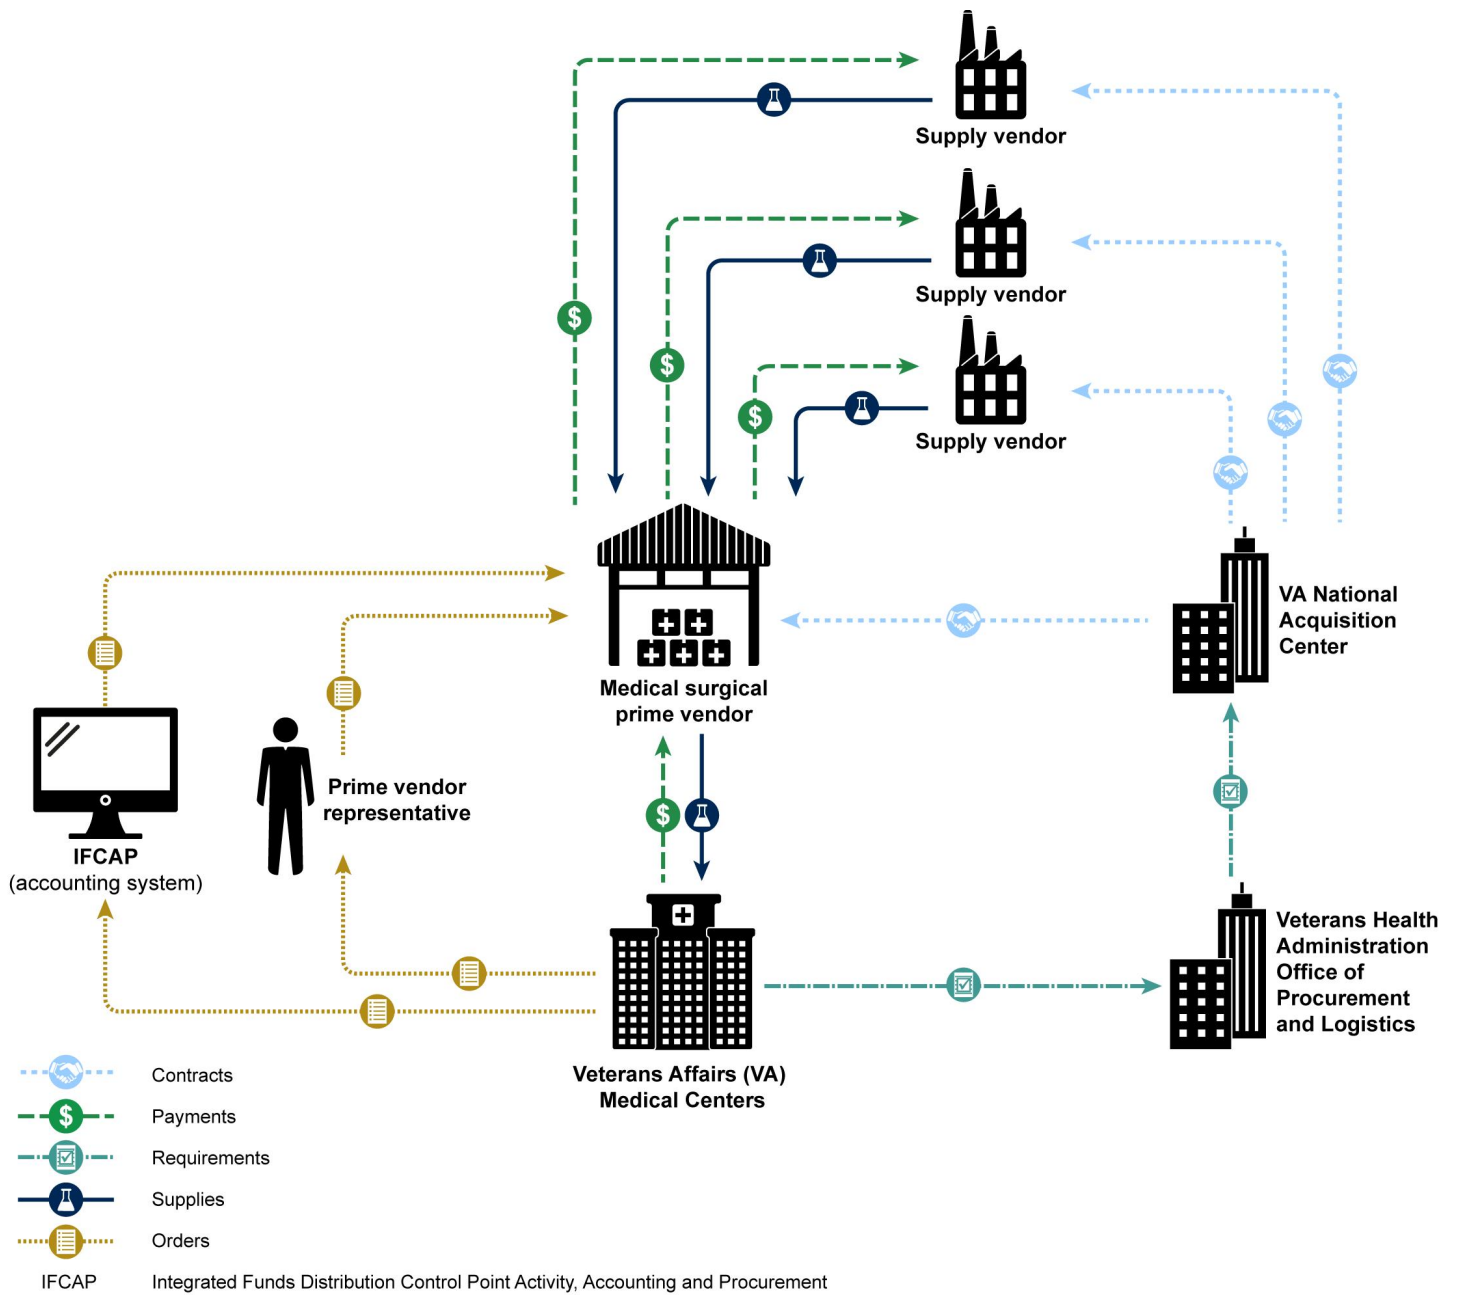 Supply vendor
Supply vendor
Supply vendor
$
$
$
VA National
Acquisition
Center
Medical surgical
prime vendor
Prime vendor
representative
$
IFCAP
(accounting system)
Veterans Health
Administration
Office of
Procurement
and Logistics
Veterans Affairs (VA)
Medical Centers
Contracts
$ Payments
Requirements
Supplies
Orders
IFCAP Integrated Funds Distribution Control Point Activity, Accounting and Procurement